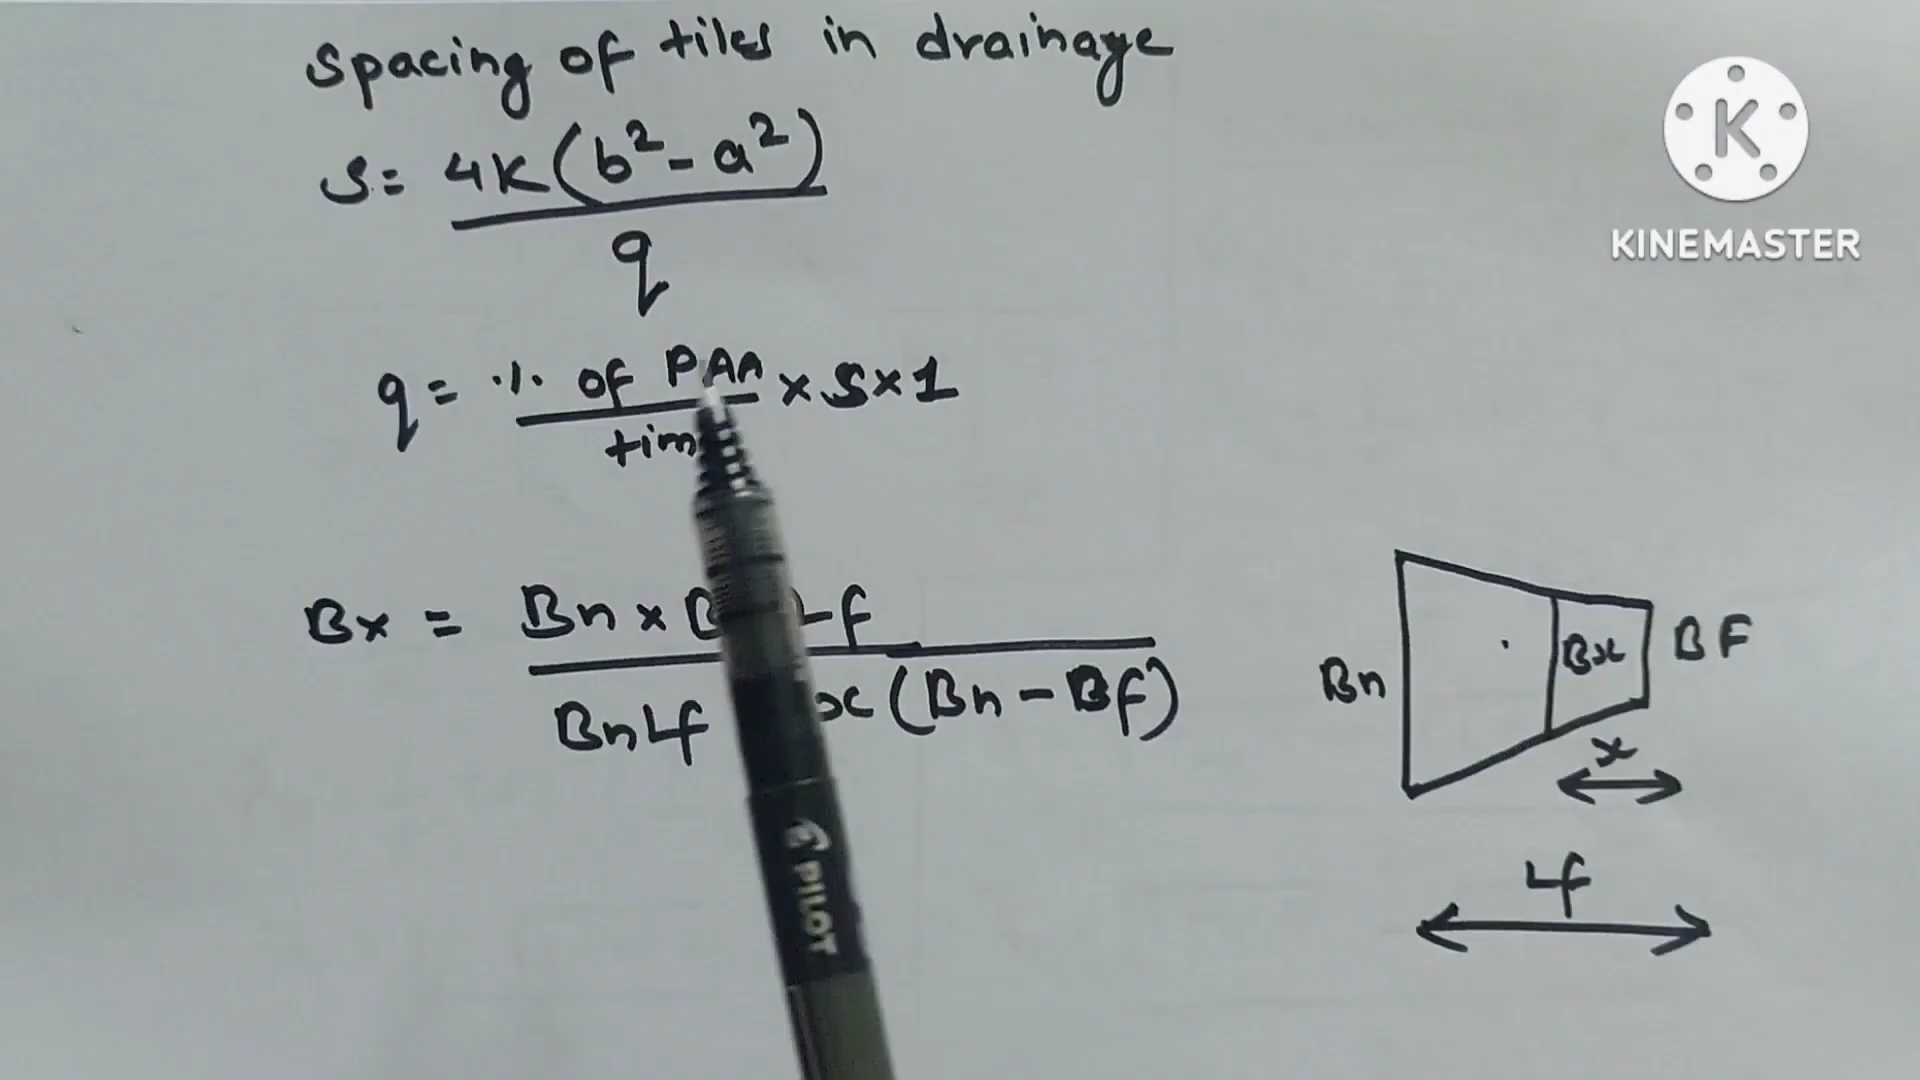 Spacing of tiles in drainage
S = 4K(b² - a²)
q
q = % of PAA × S × 1
tim
Bx = Bn × B Lf
BnLf x(Bn - Bf)
Bn
Bx
BF
x
Lf
K
KINEMASTER
PILOT